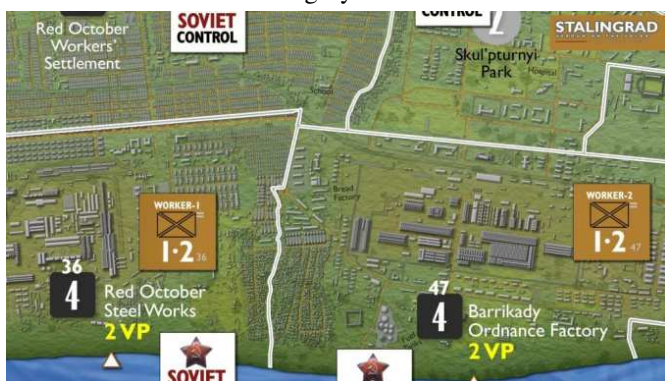 Red October
Workers'
Settlement
SOVIET
CONTROL
CONTROL
2
Skul'pturnyi
Park
Hospital
STALINGRAD
School
Bread
Factory
WORKER-1
1-2 36
WORKER-2
1-2 47
36
4
Red October
Steel Works
2 VP
47
4
Barrikady
Ordnance Factory
2 VP
SOVIET